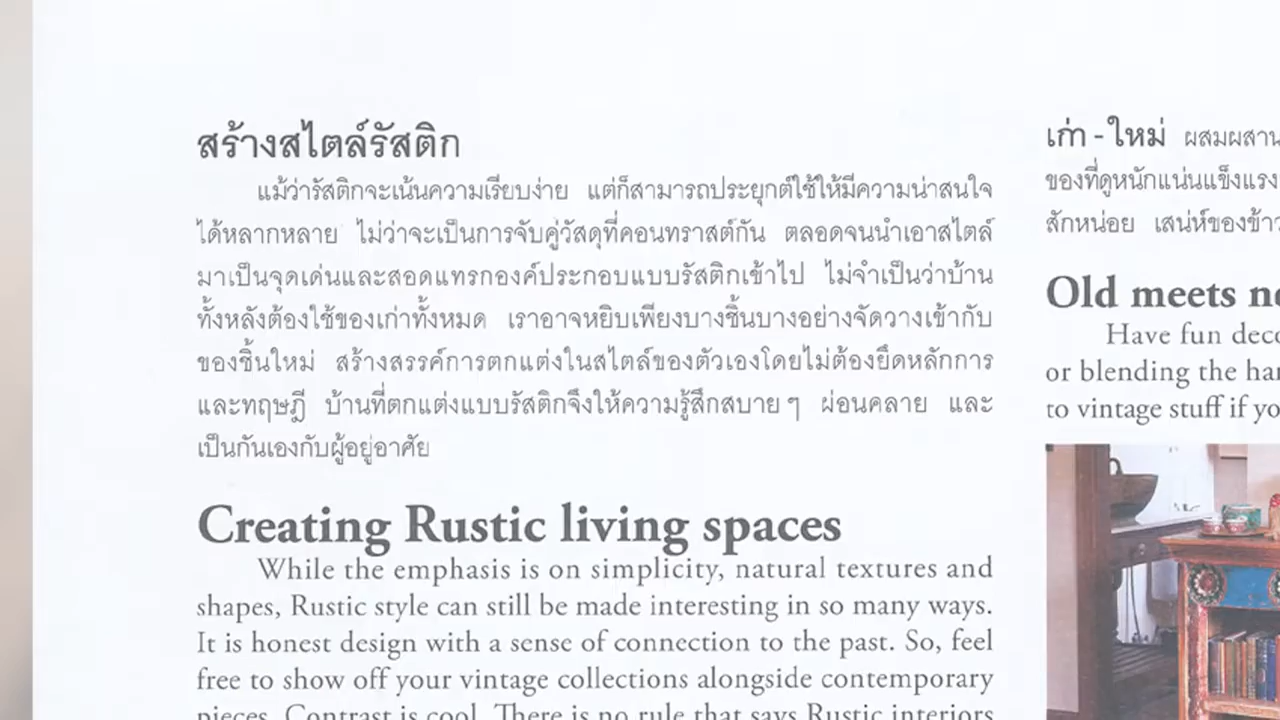 สร้างสไตล์รัสติก
แม้ว่ารัสติกจะเน้นความเรียบง่าย แต่ก็สามารถประยุกต์ใช้ให้มีความน่าสนใจ
ได้หลากหลาย ไม่ว่าจะเป็นการจับคู่วัสดุที่คอนทราสต์กัน ตลอดจนนำเอาสไตล์
มาเป็นจุดเด่นและสอดแทรกองค์ประกอบแบบรัสติกเข้าไป ไม่จำเป็นว่าบ้าน
ทั้งหลังต้องใช้ของเก่าทั้งหมด เราอาจหยิบเพียงบางชิ้นบางอย่างจัดวางเข้ากับ
ของชิ้นใหม่ สร้างสรรค์การตกแต่งในสไตล์ของตัวเองโดยไม่ต้องยึดหลักการ
และทฤษฎี บ้านที่ตกแต่งแบบรัสติกจึงให้ความรู้สึกสบาย ๆ ผ่อนคลาย และ
เป็นกันเองกับผู้อยู่อาศัย
Creating Rustic living spaces
While the emphasis is on simplicity, natural textures and
shapes, Rustic style can still be made interesting in so many ways.
It is honest design with a sense of connection to the past. So, feel
free to show off your vintage collections alongside contemporary
pieces. Contrast is cool. There is no rule that says Rustic interiors
เก่า - ใหม่ ผสมผสาน
ของที่ดูหนักแน่นแข็งแรง
สักหน่อย เสน่ห์ของ
Old meets
Have fun
or blending the
to vintage stuff if